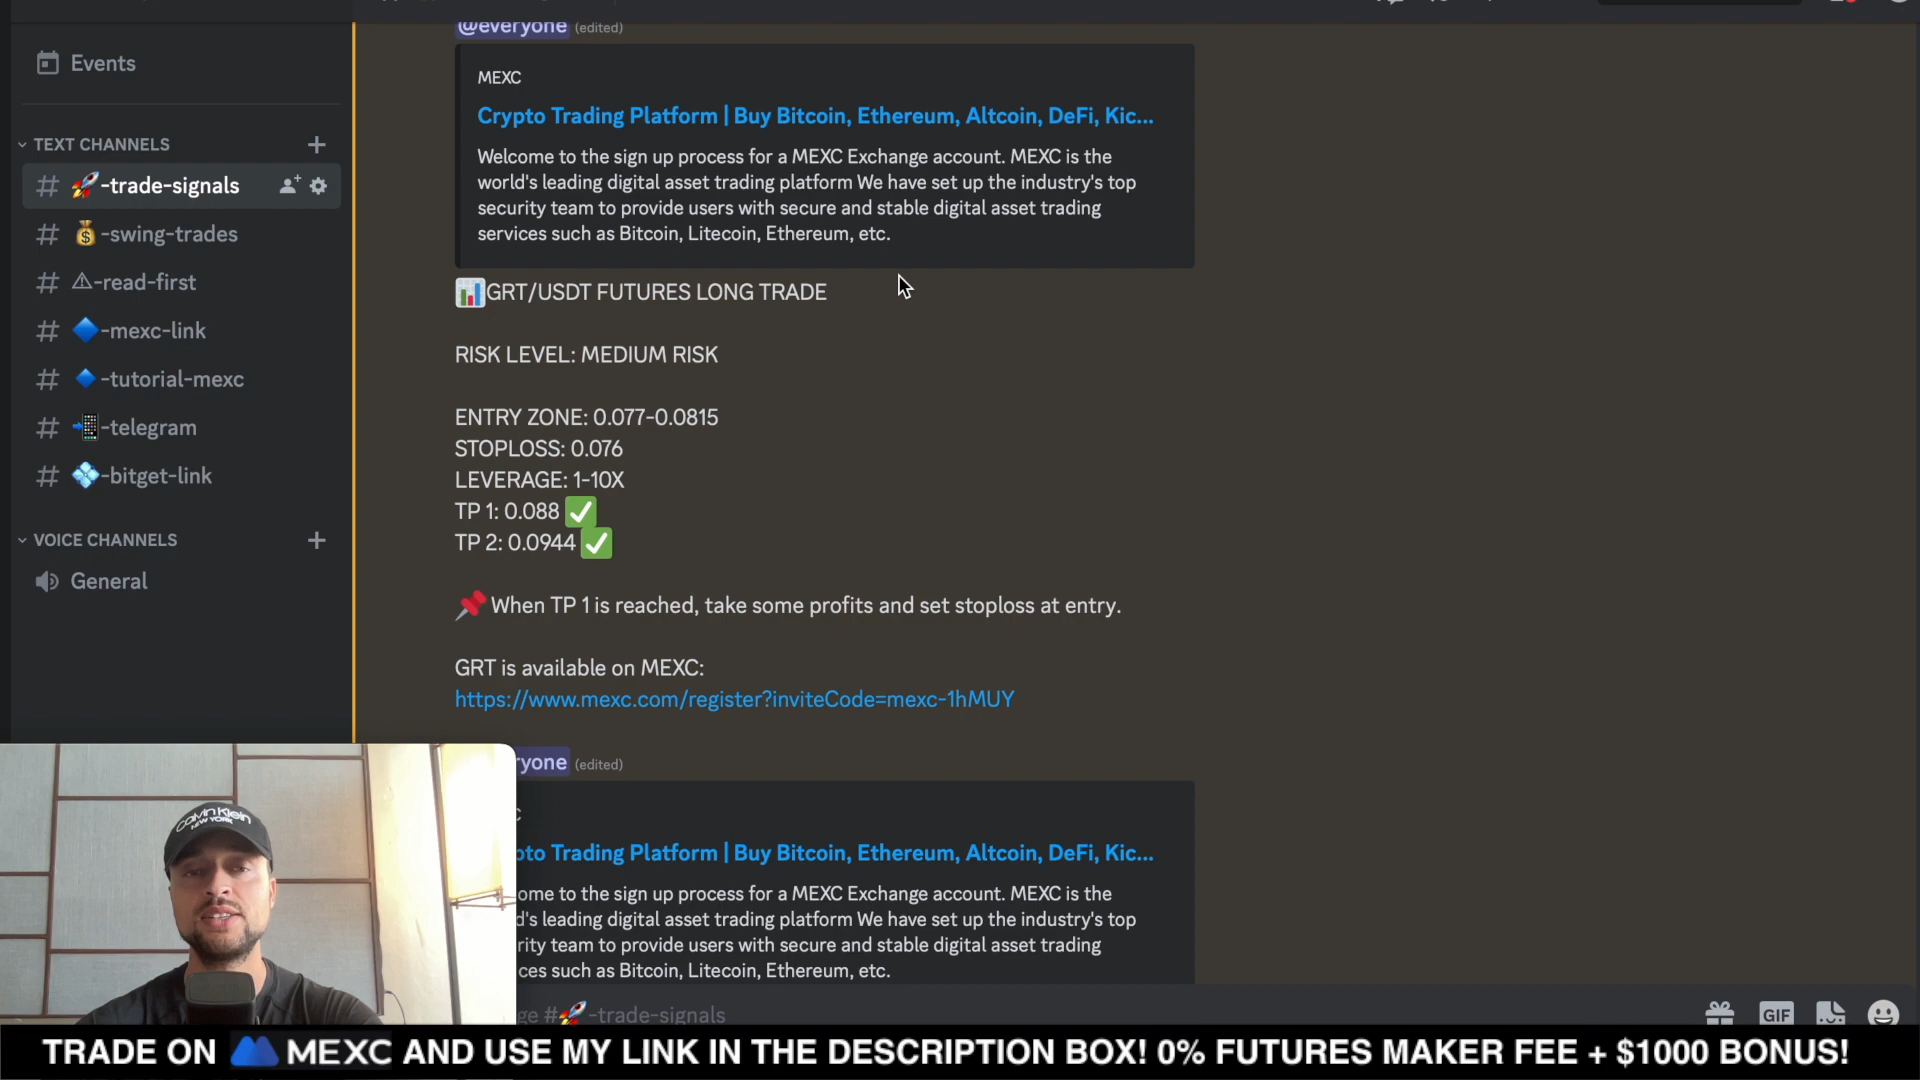 @everyone (edited)
Events
MEXC
Crypto Trading Platform | Buy Bitcoin, Ethereum, Altcoin, DeFi, Kic...
Welcome to the sign up process for a MEXC Exchange account. MEXC is the
world's leading digital asset trading platform We have set up the industry's top
security team to provide users with secure and stable digital asset trading
services such as Bitcoin, Litecoin, Ethereum, etc.
TEXT CHANNELS
# 🚀-trade-signals
# 💰-swing-trades
# ⚠-read-first
# 🔷-mexc-link
# 🔹-tutorial-mexc
# 📲-telegram
# 💠-bitget-link
VOICE CHANNELS
General
📊GRT/USDT FUTURES LONG TRADE
RISK LEVEL: MEDIUM RISK
ENTRY ZONE: 0.077-0.0815
STOPLOSS: 0.076
LEVERAGE: 1-10X
TP 1: 0.088 ✅
TP 2: 0.0944 ✅
📌When TP 1 is reached, take some profits and set stoploss at entry.
GRT is available on MEXC:
https://www.mexc.com/register?inviteCode=mexc-1hMUY
ryone (edited)
C
pto Trading Platform | Buy Bitcoin, Ethereum, Altcoin, DeFi, Kic...
ome to the sign up process for a MEXC Exchange account. MEXC is the
d's leading digital asset trading platform We have set up the industry's top
rity team to provide users with secure and stable digital asset trading
ces such as Bitcoin, Litecoin, Ethereum, etc.
ge #🚀-trade-signals
GIF
Calvin Klein
NEW YORK
TRADE ON MEXC AND USE MY LINK IN THE DESCRIPTION BOX! 0% FUTURES MAKER FEE + $1000 BONUS!